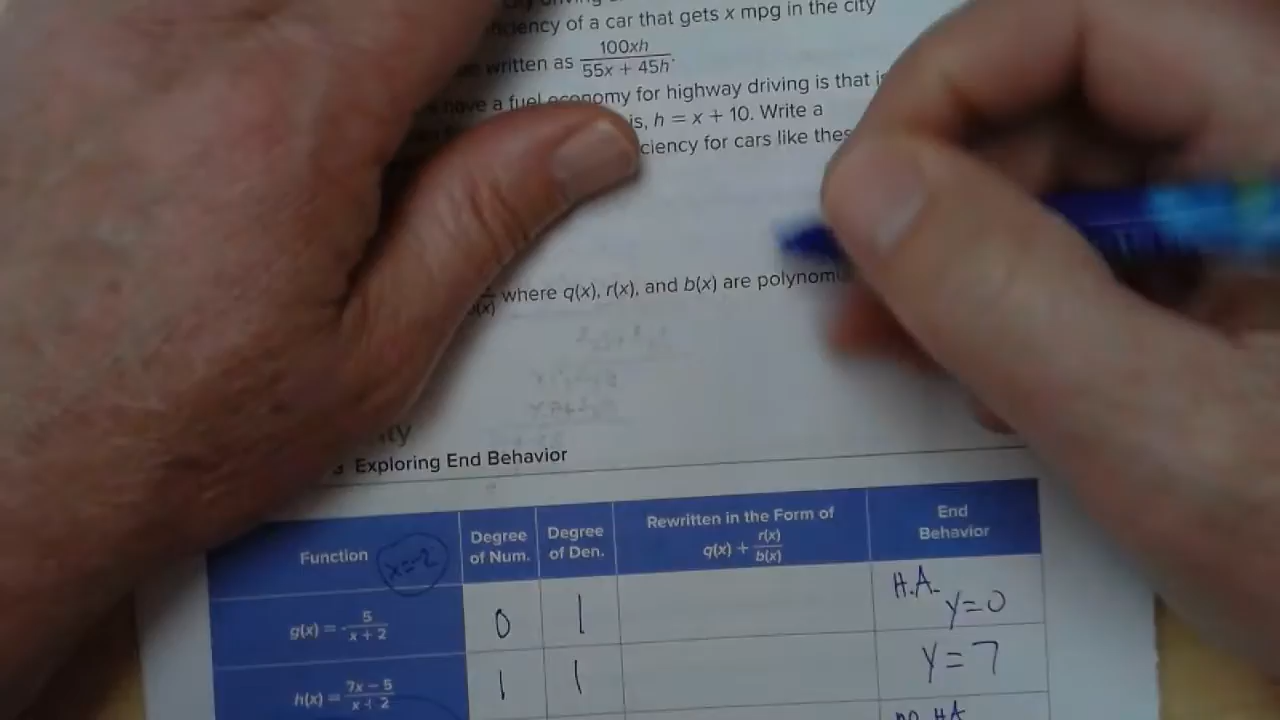 iciency of a car that gets x mpg in the city
written as 100xh / 55x + 45h.
have a fuel economy for highway driving is that i
is, h = x + 10. Write a
ciency for cars like thes
where q(x), r(x), and b(x) are polynom
Exploring End Behavior
Function x=-2
Degree of Num.
Degree of Den.
Rewritten in the Form of q(x) + r(x)/b(x)
End Behavior
g(x) = 5/(x + 2) 0 1 H.A. y=0
h(x) = (7x − 5)/(x + 2) 1 1 y=7
no HA